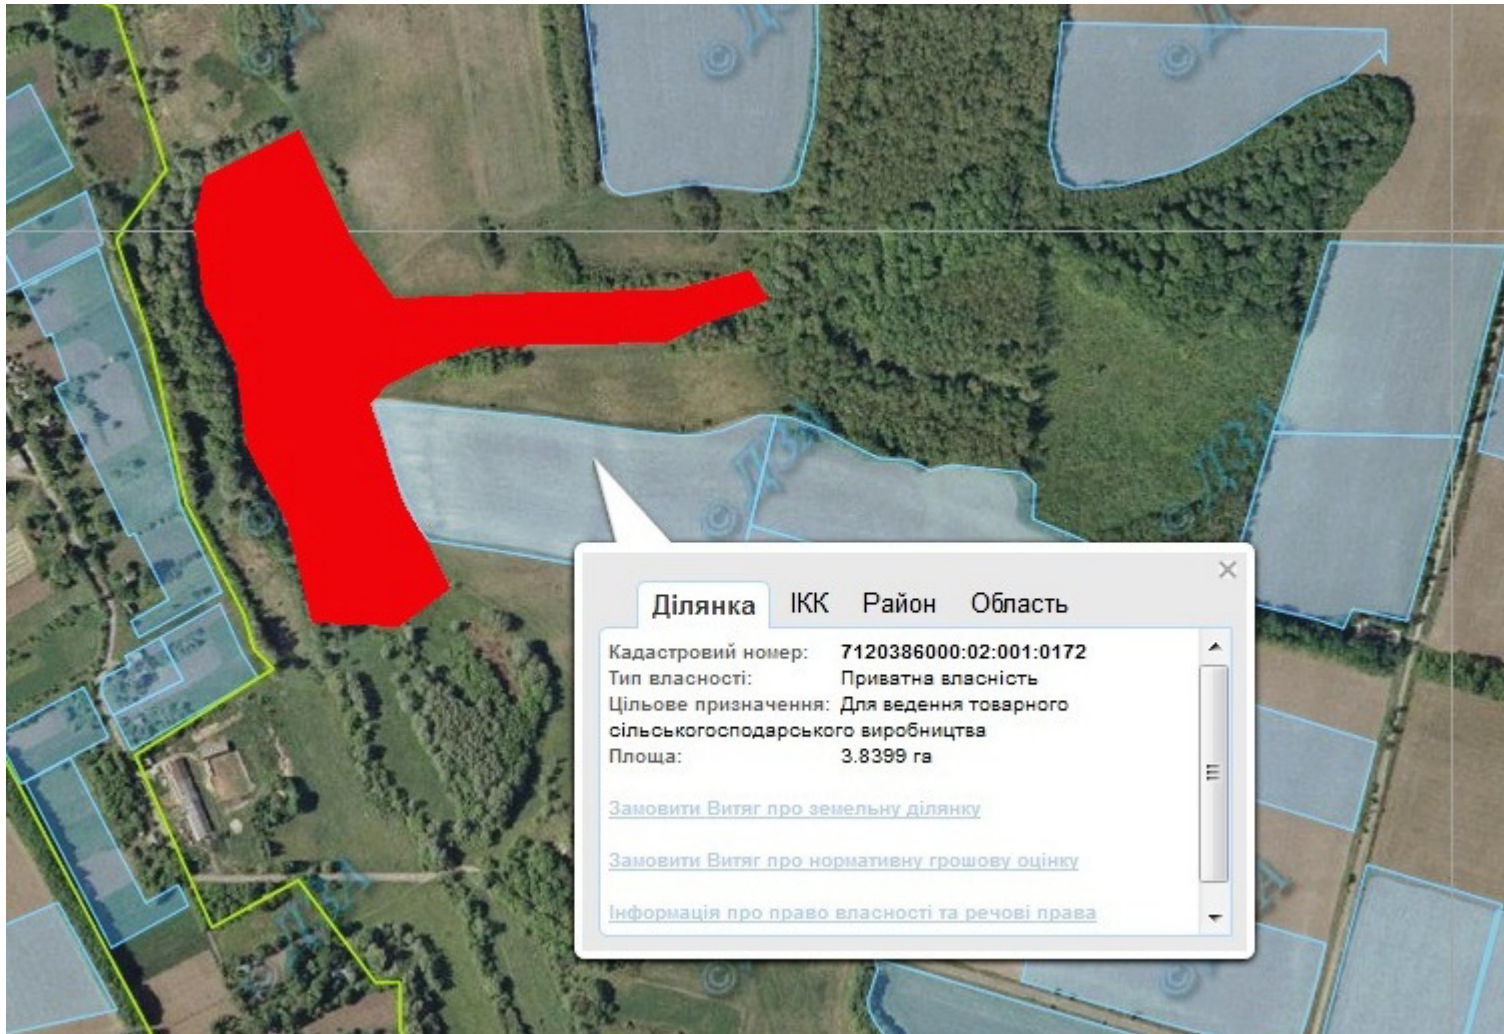 Ділянка ІКК Район Область
Кадастровий номер: 7120386000:02:001:0172
Тип власності: Приватна власність
Цільове призначення: Для ведення товарного
сільськогосподарського виробництва
Площа: 3.8399 га
Замовити Витяг про земельну ділянку
Замовити Витяг про нормативну грошову оцінку
Інформація про право власності та речові права
© ДЗА